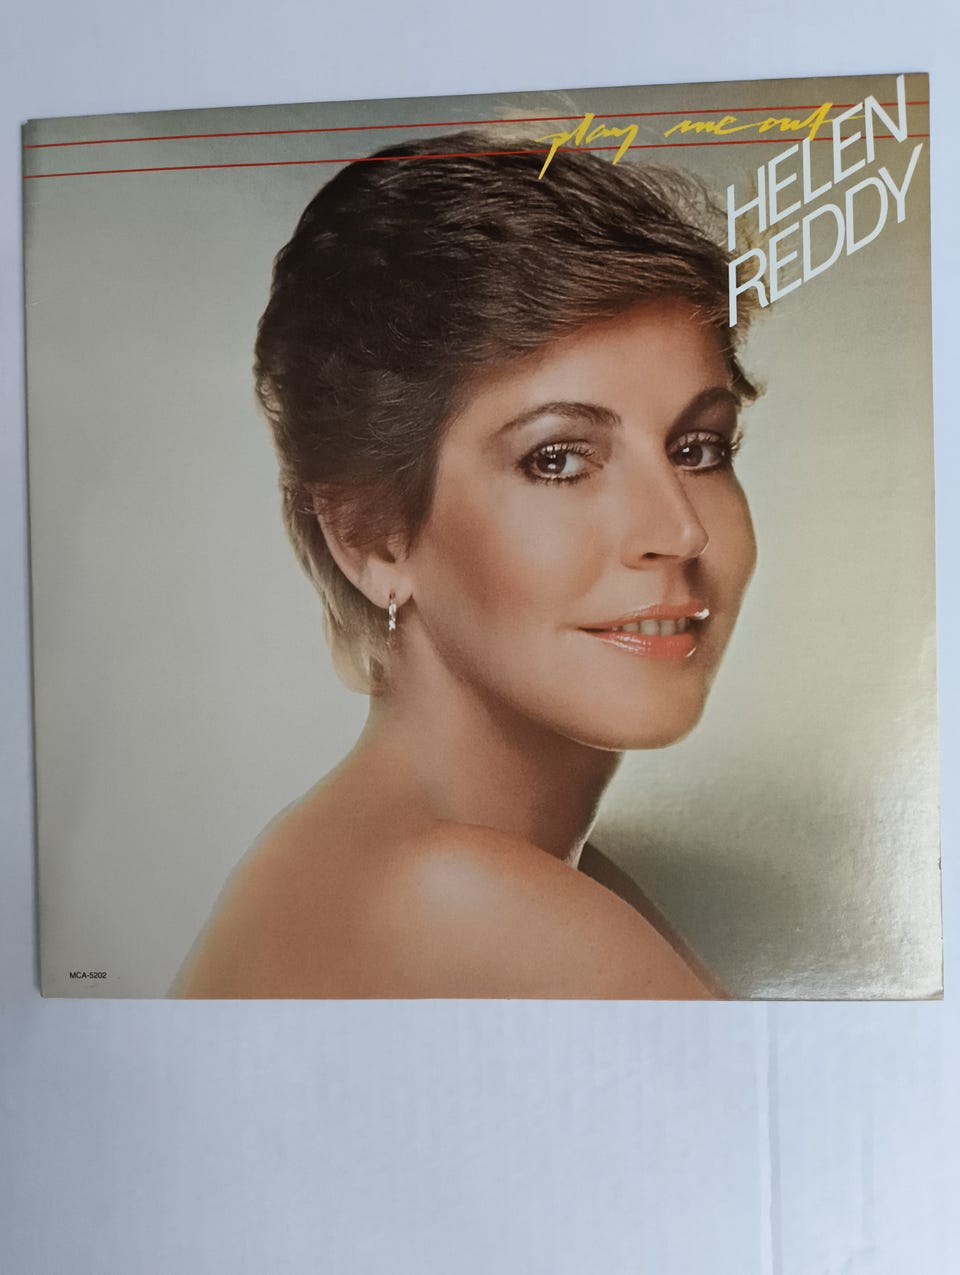 play me out
HELEN
REDDY
MCA-5202